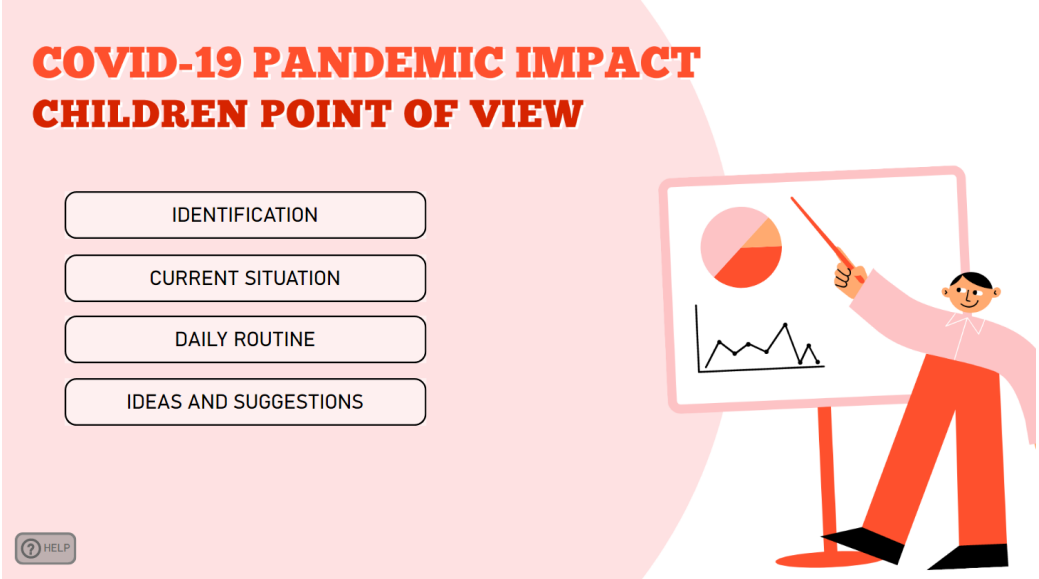 COVID-19 PANDEMIC IMPACT
CHILDREN POINT OF VIEW
IDENTIFICATION
CURRENT SITUATION
DAILY ROUTINE
IDEAS AND SUGGESTIONS
? HELP